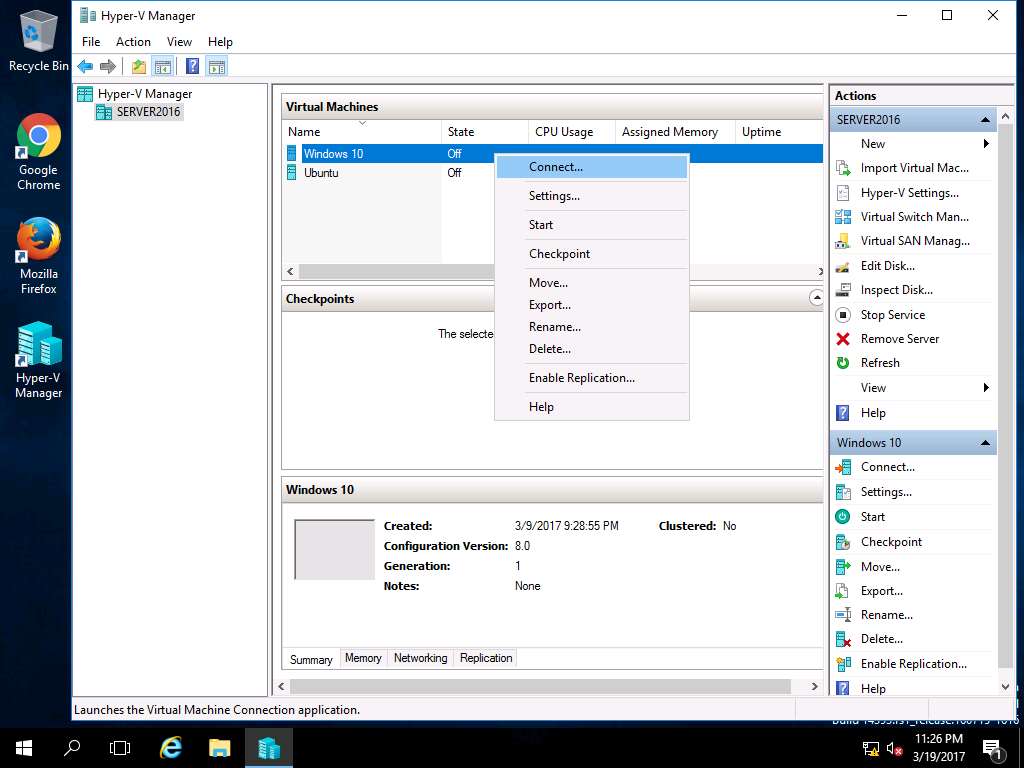 Recycle Bin
Google
Chrome
Mozilla
Firefox
Hyper-V
Manager
Hyper-V Manager
File Action View Help
Hyper-V Manager
SERVER2016
Virtual Machines
Name State CPU Usage Assigned Memory Uptime
Windows 10 Off
Ubuntu Off
Connect...
Settings...
Start
Checkpoint
Move...
Export...
Rename...
Delete...
Enable Replication...
Help
Checkpoints
The selecte
Windows 10
Created: 3/9/2017 9:28:55 PM Clustered: No
Configuration Version: 8.0
Generation: 1
Notes: None
Summary Memory Networking Replication
Actions
SERVER2016
New
Import Virtual Mac...
Hyper-V Settings...
Virtual Switch Man...
Virtual SAN Manag...
Edit Disk...
Inspect Disk...
Stop Service
Remove Server
Refresh
View
Help
Windows 10
Connect...
Settings...
Start
Checkpoint
Move...
Export...
Rename...
Delete...
Enable Replication...
Help
Launches the Virtual Machine Connection application.
11:26 PM
3/19/2017
1